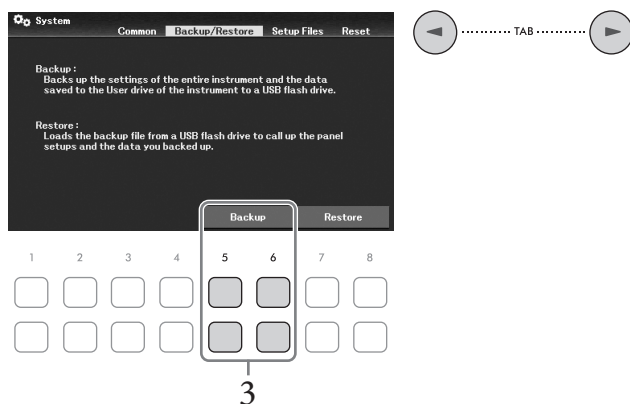 System
Common Backup/Restore Setup Files Reset
TAB
Backup :
Backs up the settings of the entire instrument and the data
saved to the User drive of the instrument to a USB flash drive.
Restore :
Loads the backup file from a USB flash drive to call up the panel
setups and the data you backed up.
Backup Restore
1 2 3 4 5 6 7 8
3